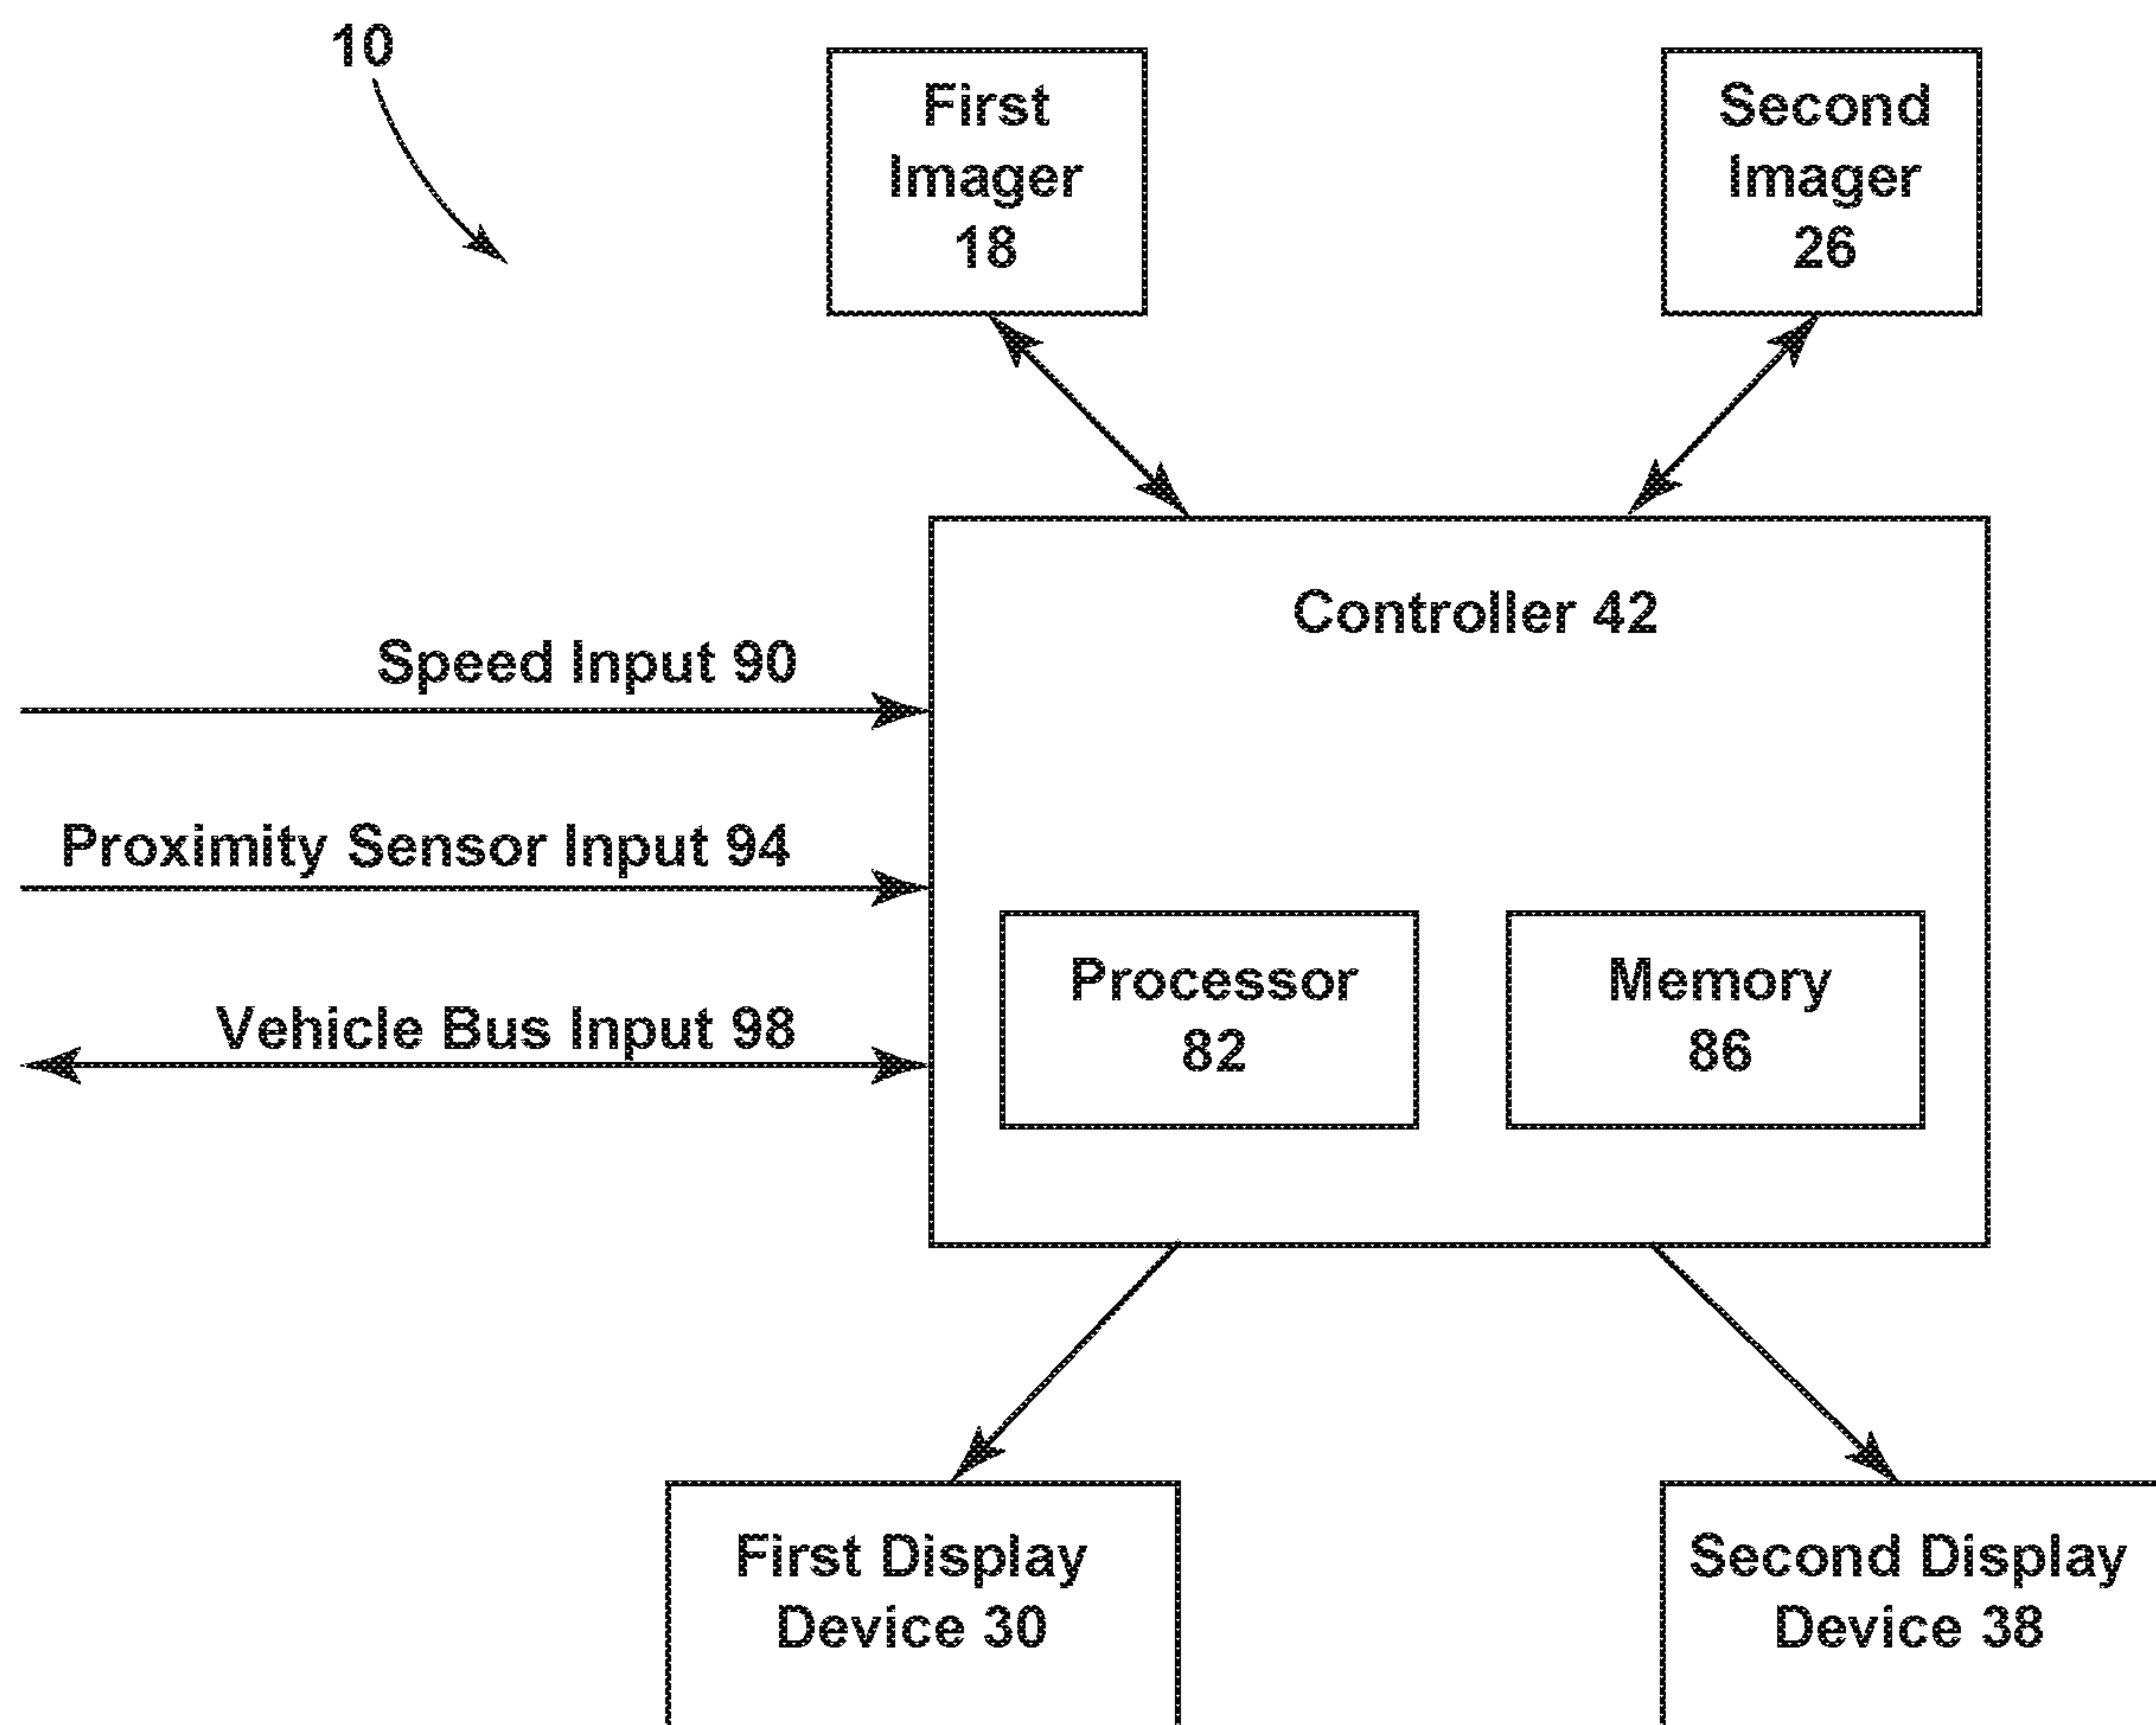 10
First
Imager
18
Second
Imager
26
Controller 42
Speed Input 90
Proximity Sensor Input 94
Vehicle Bus Input 98
Processor
82
Memory
86
First Display
Device 30
Second Display
Device 38